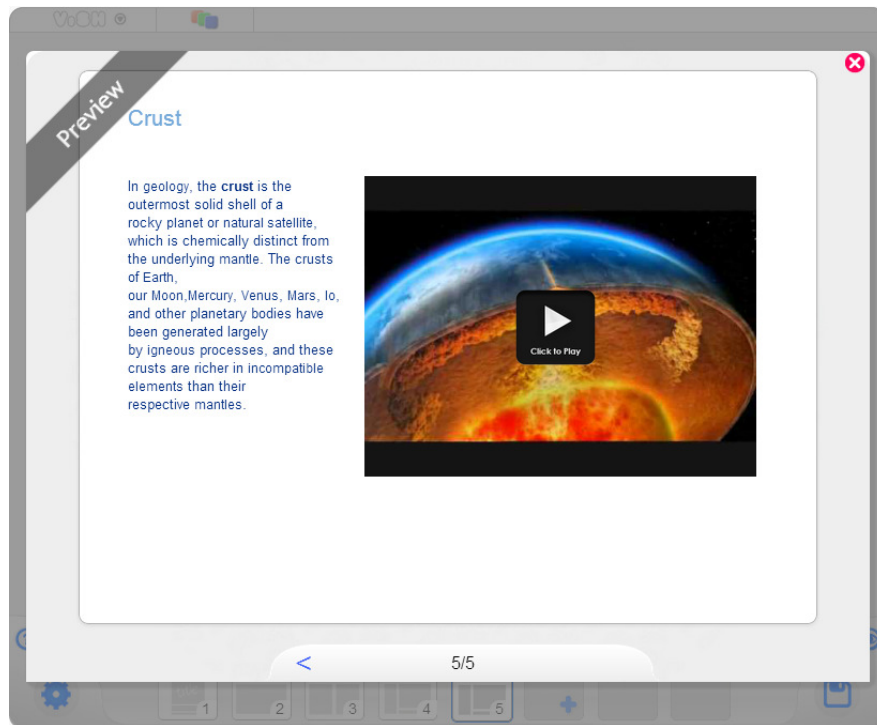 ViSH
Preview
Crust
In geology, the crust is the
outermost solid shell of a
rocky planet or natural satellite,
which is chemically distinct from
the underlying mantle. The crusts
of Earth,
our Moon,Mercury, Venus, Mars, Io,
and other planetary bodies have
been generated largely
by igneous processes, and these
crusts are richer in incompatible
elements than their
respective mantles.
Click to Play
< 5/5
1 2 3 4 5